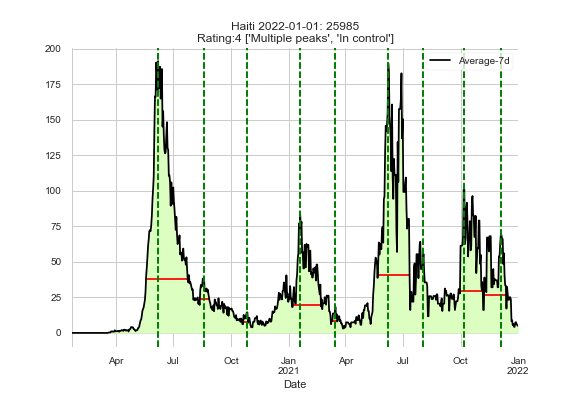 Haiti 2022-01-01: 25985
Rating:4 ['Multiple peaks', 'In control']
200
175
150
125
100
75
50
25
0
Average-7d
Apr
Jul
Oct
Jan
2021
Apr
Jul
Oct
Jan
2022
Date